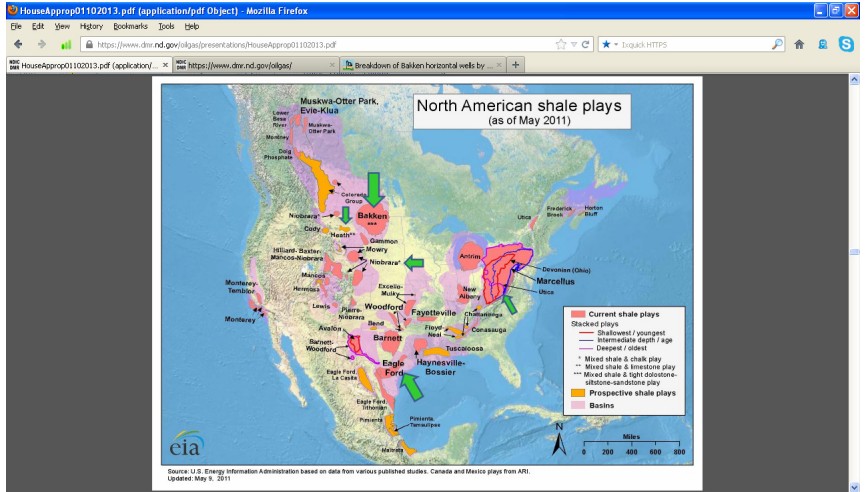 HouseApprop01102013.pdf (application/pdf Object) - Mozilla Firefox
File Edit View History Bookmarks Tools Help
https://www.dmr.nd.gov/oilgas/presentations/HouseApprop01102013.pdf
Ixquick HTTPS
HouseApprop01102013.pdf (application/... ×
https://www.dmr.nd.gov/oilgas/ ×
Breakdown of Bakken horizontal wells by ... × +
North American shale plays
(as of May 2011)
Muskwa-Otter Park,
Evie-Klua
Lower
Besa
River
Muskwa-
Otter Park
Montney
Doig
Phosphate
Colorado
Group
Bakken
***
Niobrara*
Cody
Heath**
Gammon
Mowry
Niobrara*
Hilliard-Baxter-
Mancos-Niobrara
Mancos
Hermosa
Lewis
Pierre-
Niobrara
Monterey-
Temblor
Monterey
Excello-
Mulky
Woodford
Fayetteville
Bend
Avalon
Barnett-
Woodford
Barnett
Eagle
Ford
Haynesville-
Bossier
Tuscaloosa
Floyd-
Neal
Conasauga
Chattanooga
New
Albany
Antrim
Utica
Frederick
Brook
Horton
Bluff
Devonian (Ohio)
Marcellus
Utica
Eagle Ford,
La Casita
Eagle Ford,
Tithonian
Pimienta
Pimienta,
Tamaulipas
Maltrata
Current shale plays
Stacked plays
Shallowest / youngest
Intermediate depth / age
Deepest / oldest
* Mixed shale & chalk play
** Mixed shale & limestone play
*** Mixed shale & tight dolostone-
siltstone-sandstone play
Prospective shale plays
Basins
N
Miles
0 200 400 600 800
eia
Source: U.S. Energy Information Administration based on data from various published studies. Canada and Mexico plays from ARI.
Updated: May 9, 2011